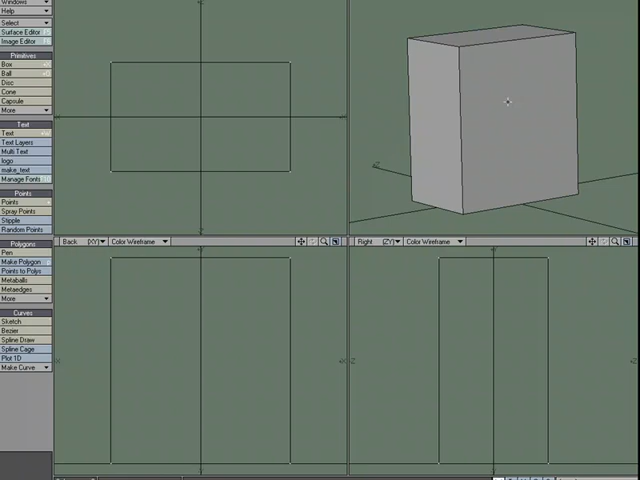 Windows
Help
Select
Surface Editor
Image Editor
Primitives
Box
Ball
Disc
Cone
Capsule
More
Text
Text
Text Layers
Multi Text
logo
make_text
Manage Fonts
Points
Points
Spray Points
Stipple
Random Points
Polygons
Pen
Make Polygon
Points to Polys
Metaballs
Metaedges
More
Curves
Sketch
Bezier
Spline Draw
Spline Cage
Plot 1D
Make Curve
Back (XY) Color Wireframe
Right (ZY) Color Wireframe